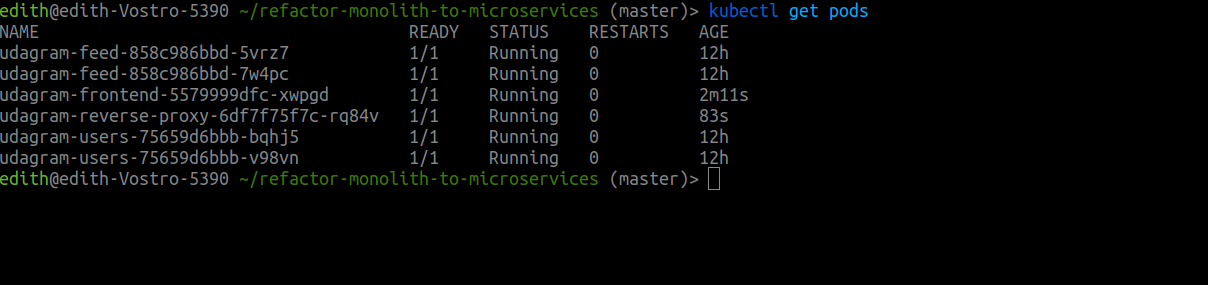 edith@edith-Vostro-5390 ~/refactor-monolith-to-microservices (master)> kubectl get pods
NAME READY STATUS RESTARTS AGE
udagram-feed-858c986bbd-5vrz7 1/1 Running 0 12h
udagram-feed-858c986bbd-7w4pc 1/1 Running 0 12h
udagram-frontend-5579999dfc-xwpgd 1/1 Running 0 2m11s
udagram-reverse-proxy-6df7f75f7c-rq84v 1/1 Running 0 83s
udagram-users-75659d6bbb-bqhj5 1/1 Running 0 12h
udagram-users-75659d6bbb-v98vn 1/1 Running 0 12h
edith@edith-Vostro-5390 ~/refactor-monolith-to-microservices (master)>